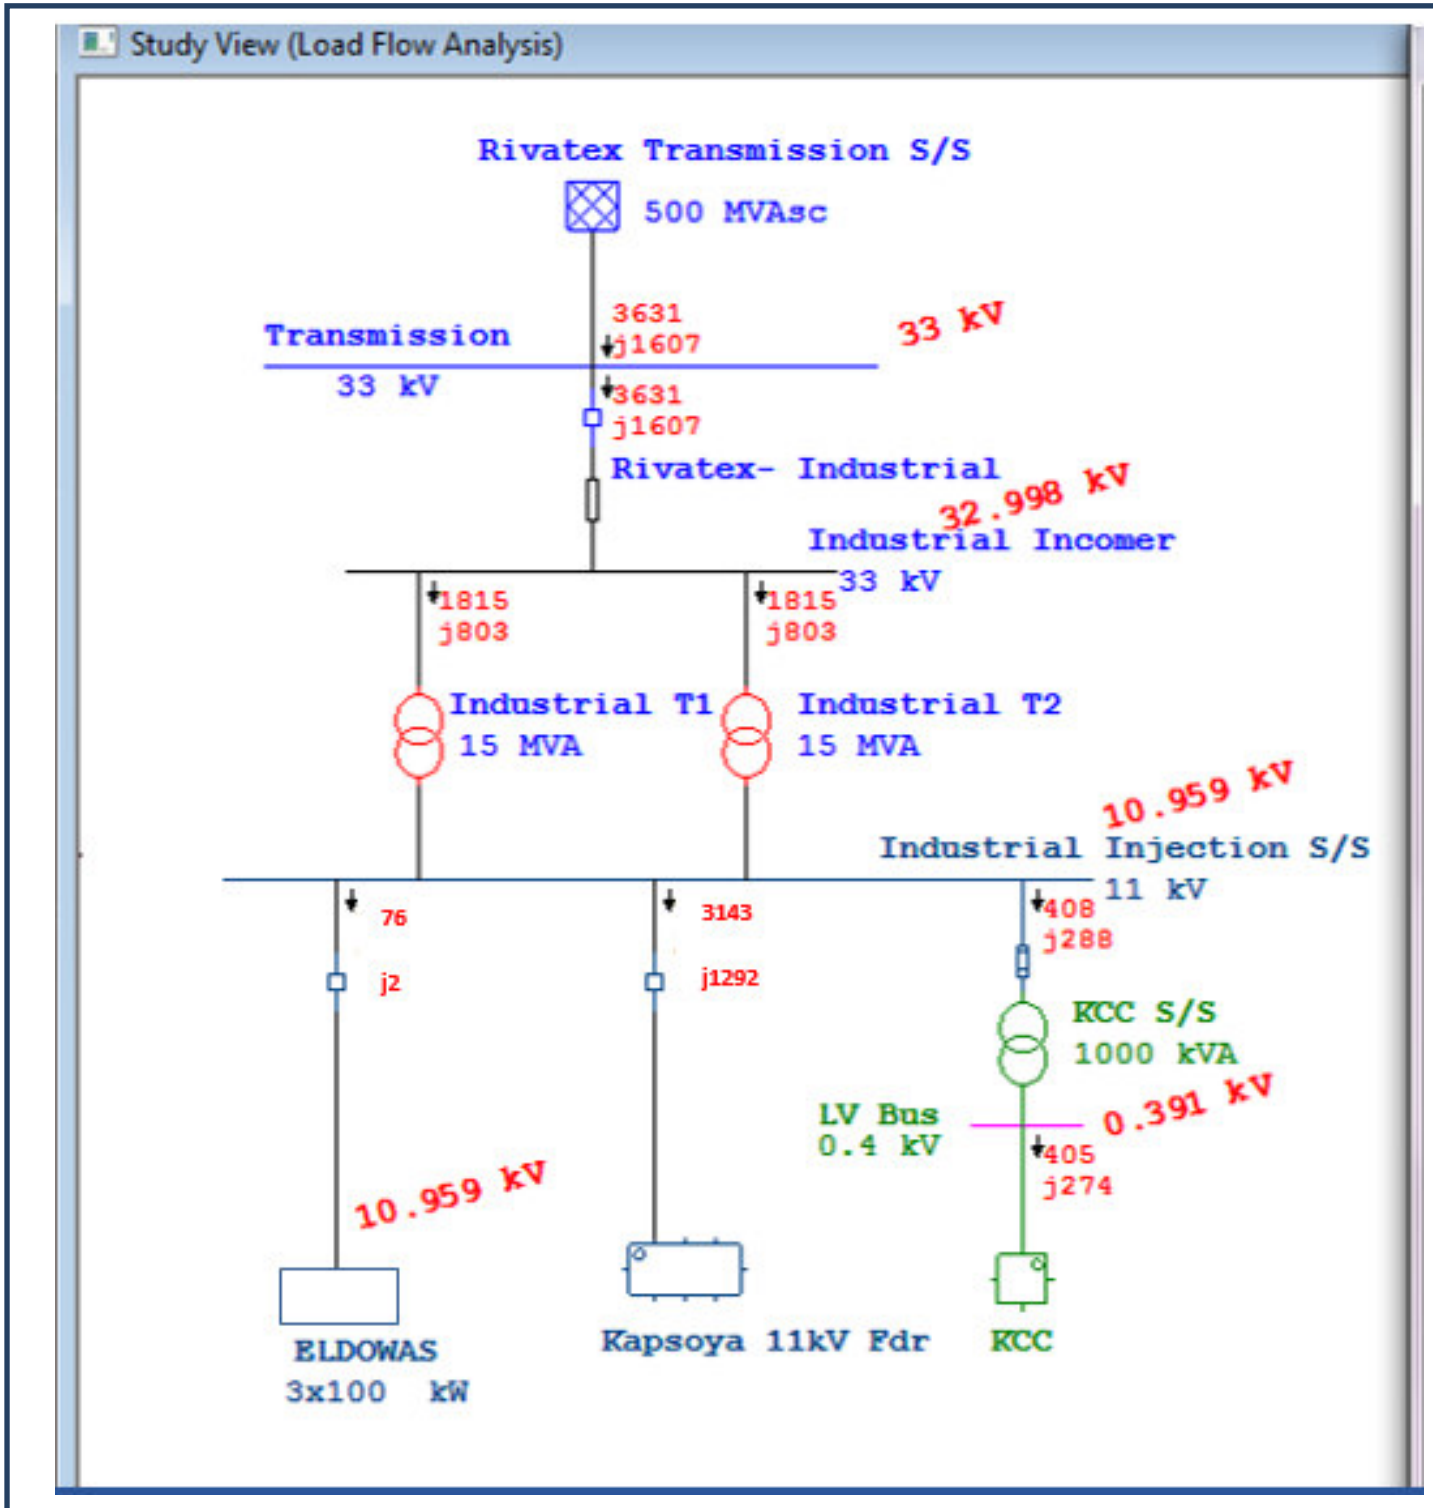 Study View (Load Flow Analysis)
Rivatex Transmission S/S
500 MVAsc
3631
j1607
33 kV
Transmission
33 kV
3631
j1607
Rivatex- Industrial
32.998 kV
Industrial Incomer
33 kV
1815
j803
1815
j803
Industrial T1
15 MVA
Industrial T2
15 MVA
10.959 kV
Industrial Injection S/S
11 kV
76
j2
3143
j1292
408
j288
KCC S/S
1000 kVA
LV Bus
0.4 kV
0.391 kV
405
j274
10.959 kV
ELDOWAS
3x100 kW
Kapsoya 11kV Fdr
KCC